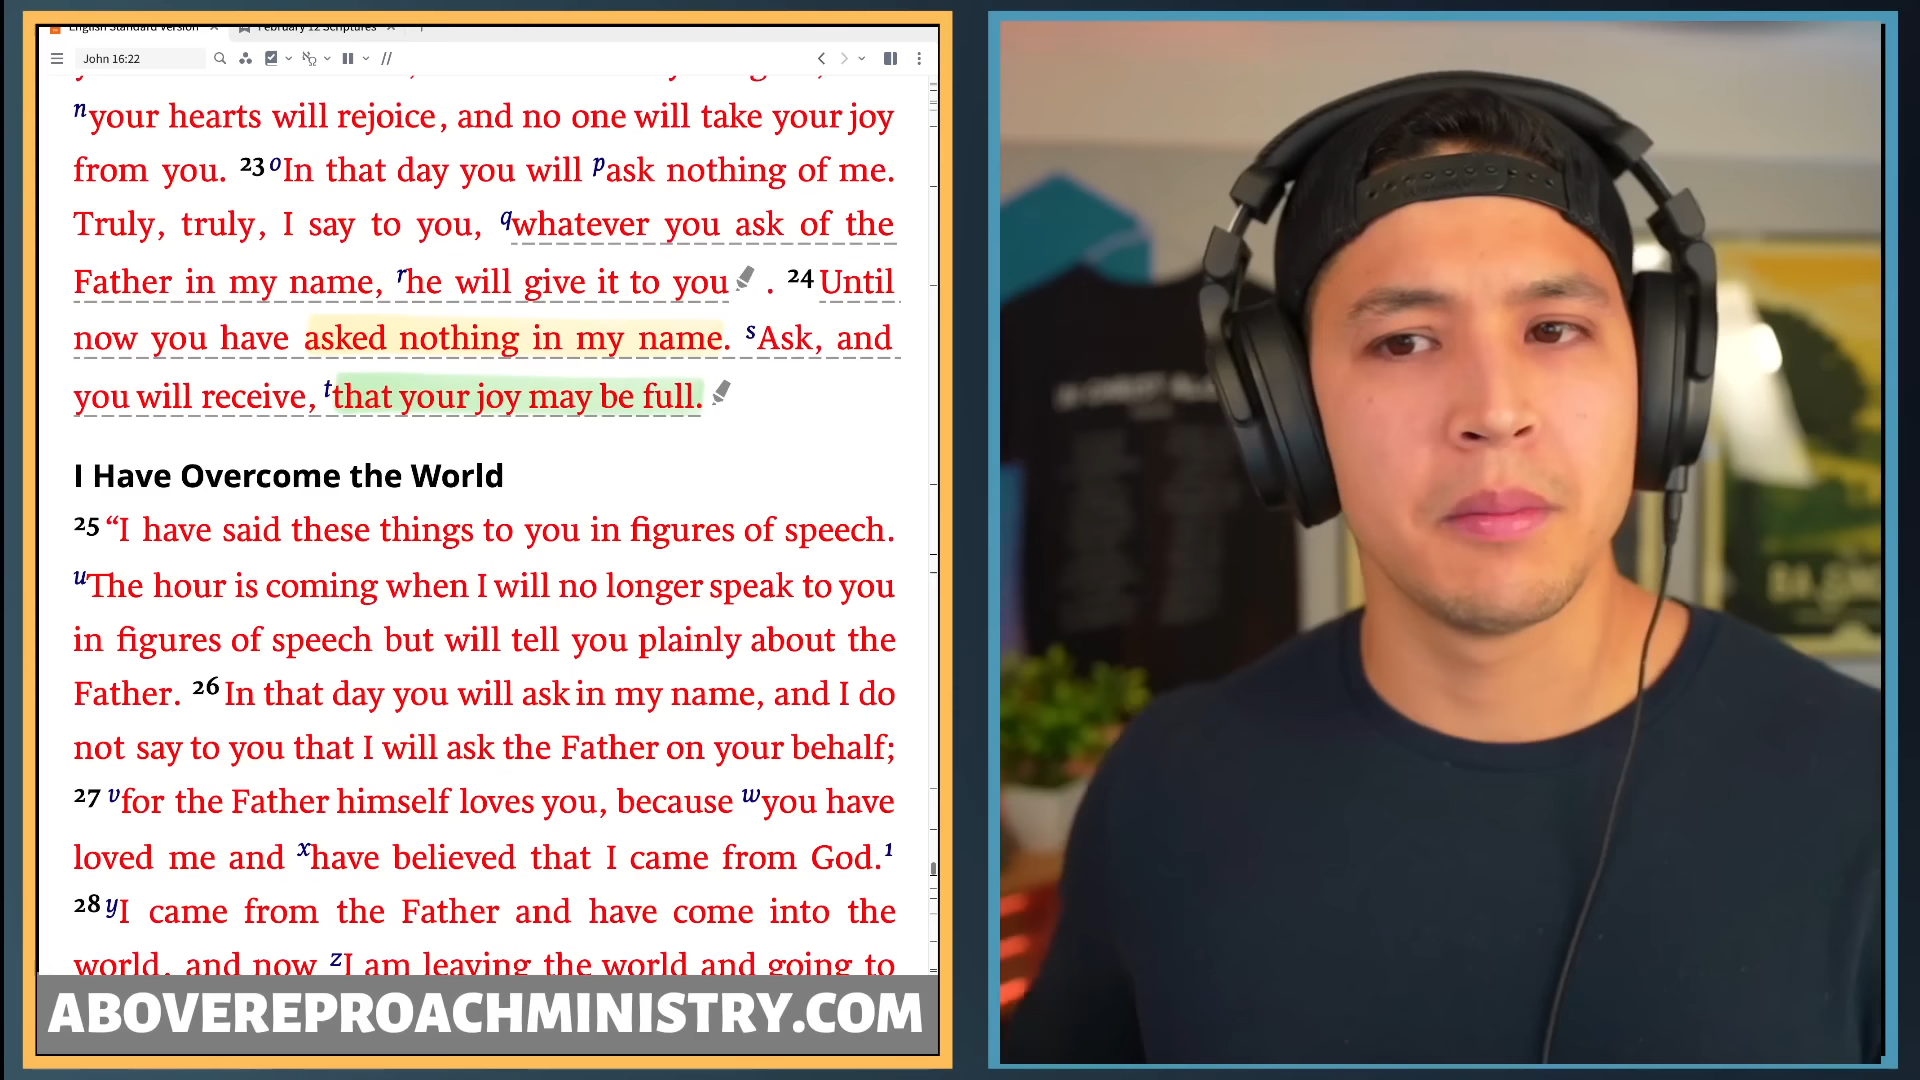 English Standard Version
February 12 Scriptures
John 16:22
nyour hearts will rejoice, and no one will take your joy
from you. 23 oIn that day you will pask nothing of me.
Truly, truly, I say to you, qwhatever you ask of the
Father in my name, rhe will give it to you . 24 Until
now you have asked nothing in my name. sAsk, and
you will receive, tthat your joy may be full.
I Have Overcome the World
25 “I have said these things to you in figures of speech.
uThe hour is coming when I will no longer speak to you
in figures of speech but will tell you plainly about the
Father. 26 In that day you will ask in my name, and I do
not say to you that I will ask the Father on your behalf;
27 vfor the Father himself loves you, because wyou have
loved me and xhave believed that I came from God.1
28 yI came from the Father and have come into the
world, and now zI am leaving the world and going to
ABOVEREPROACHMINISTRY.COM